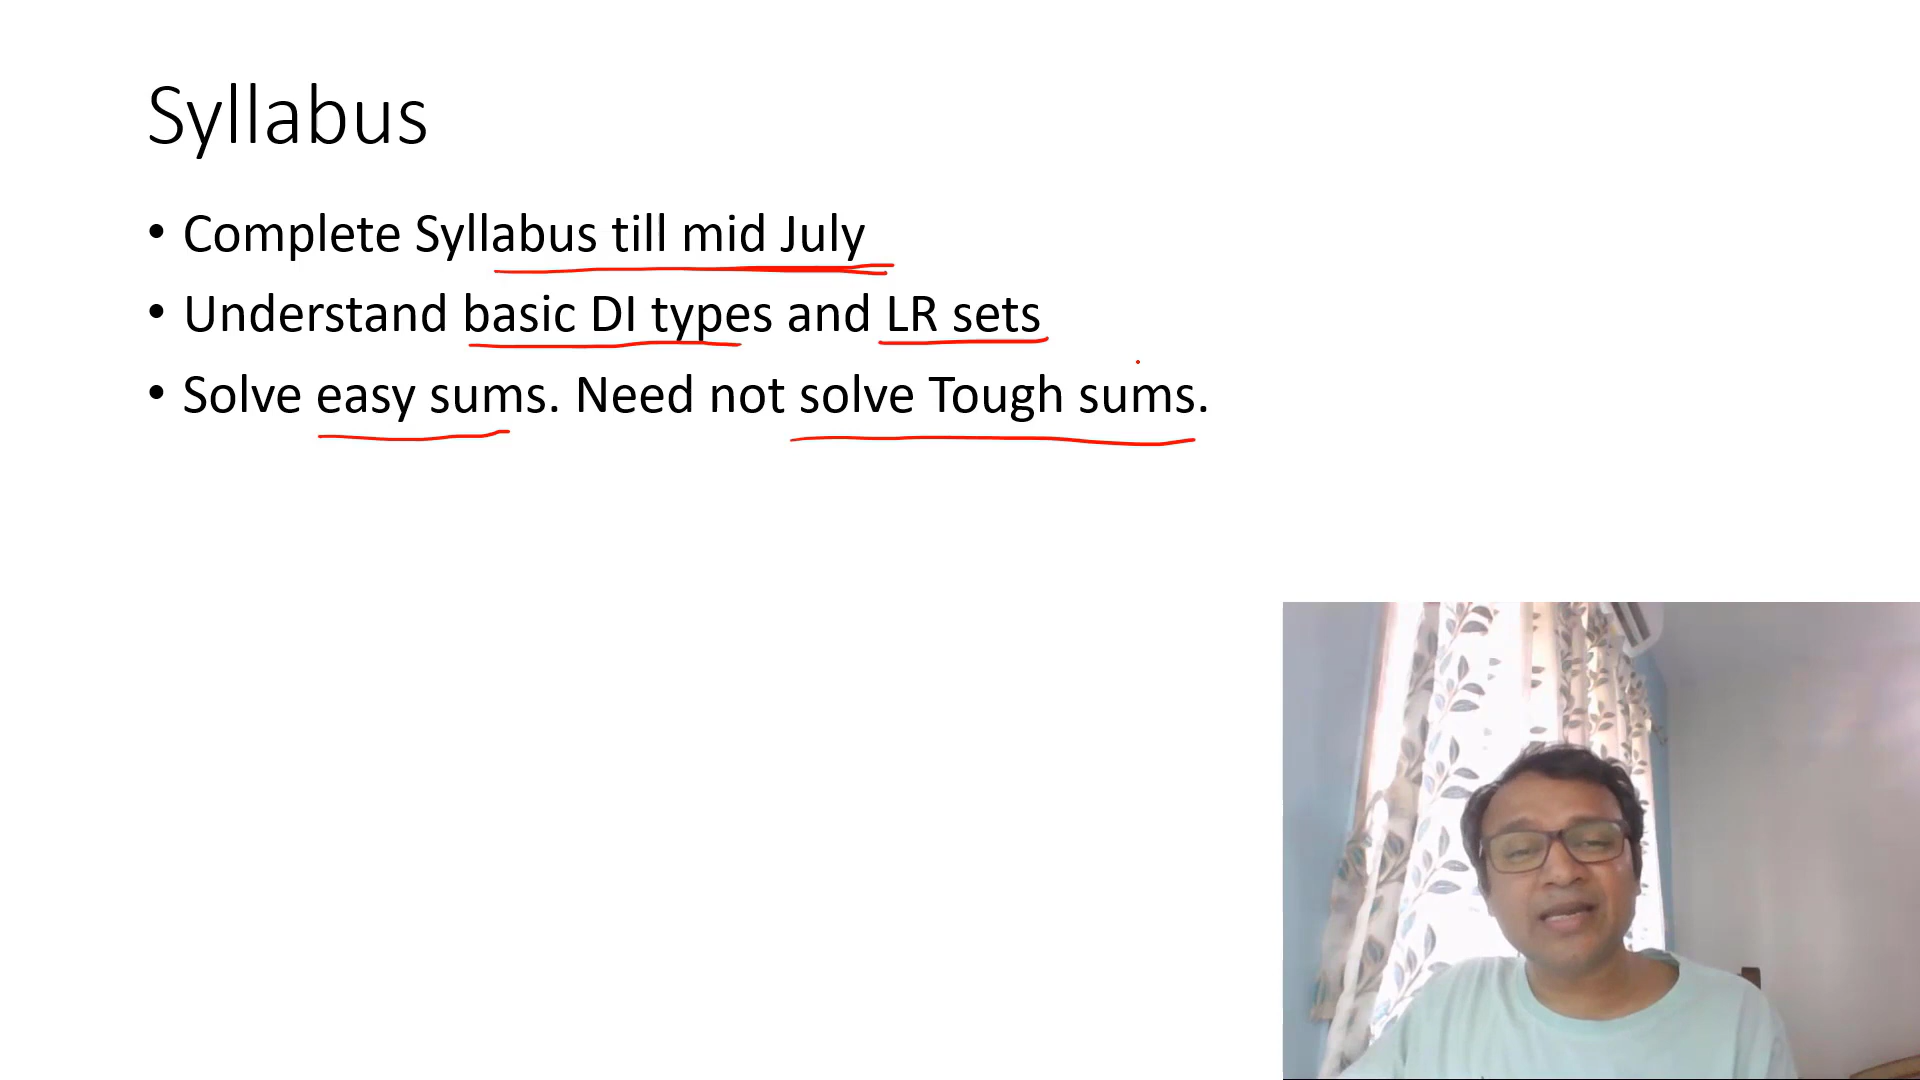 Syllabus
• Complete Syllabus till mid July
• Understand basic DI types and LR sets
• Solve easy sums. Need not solve Tough sums.